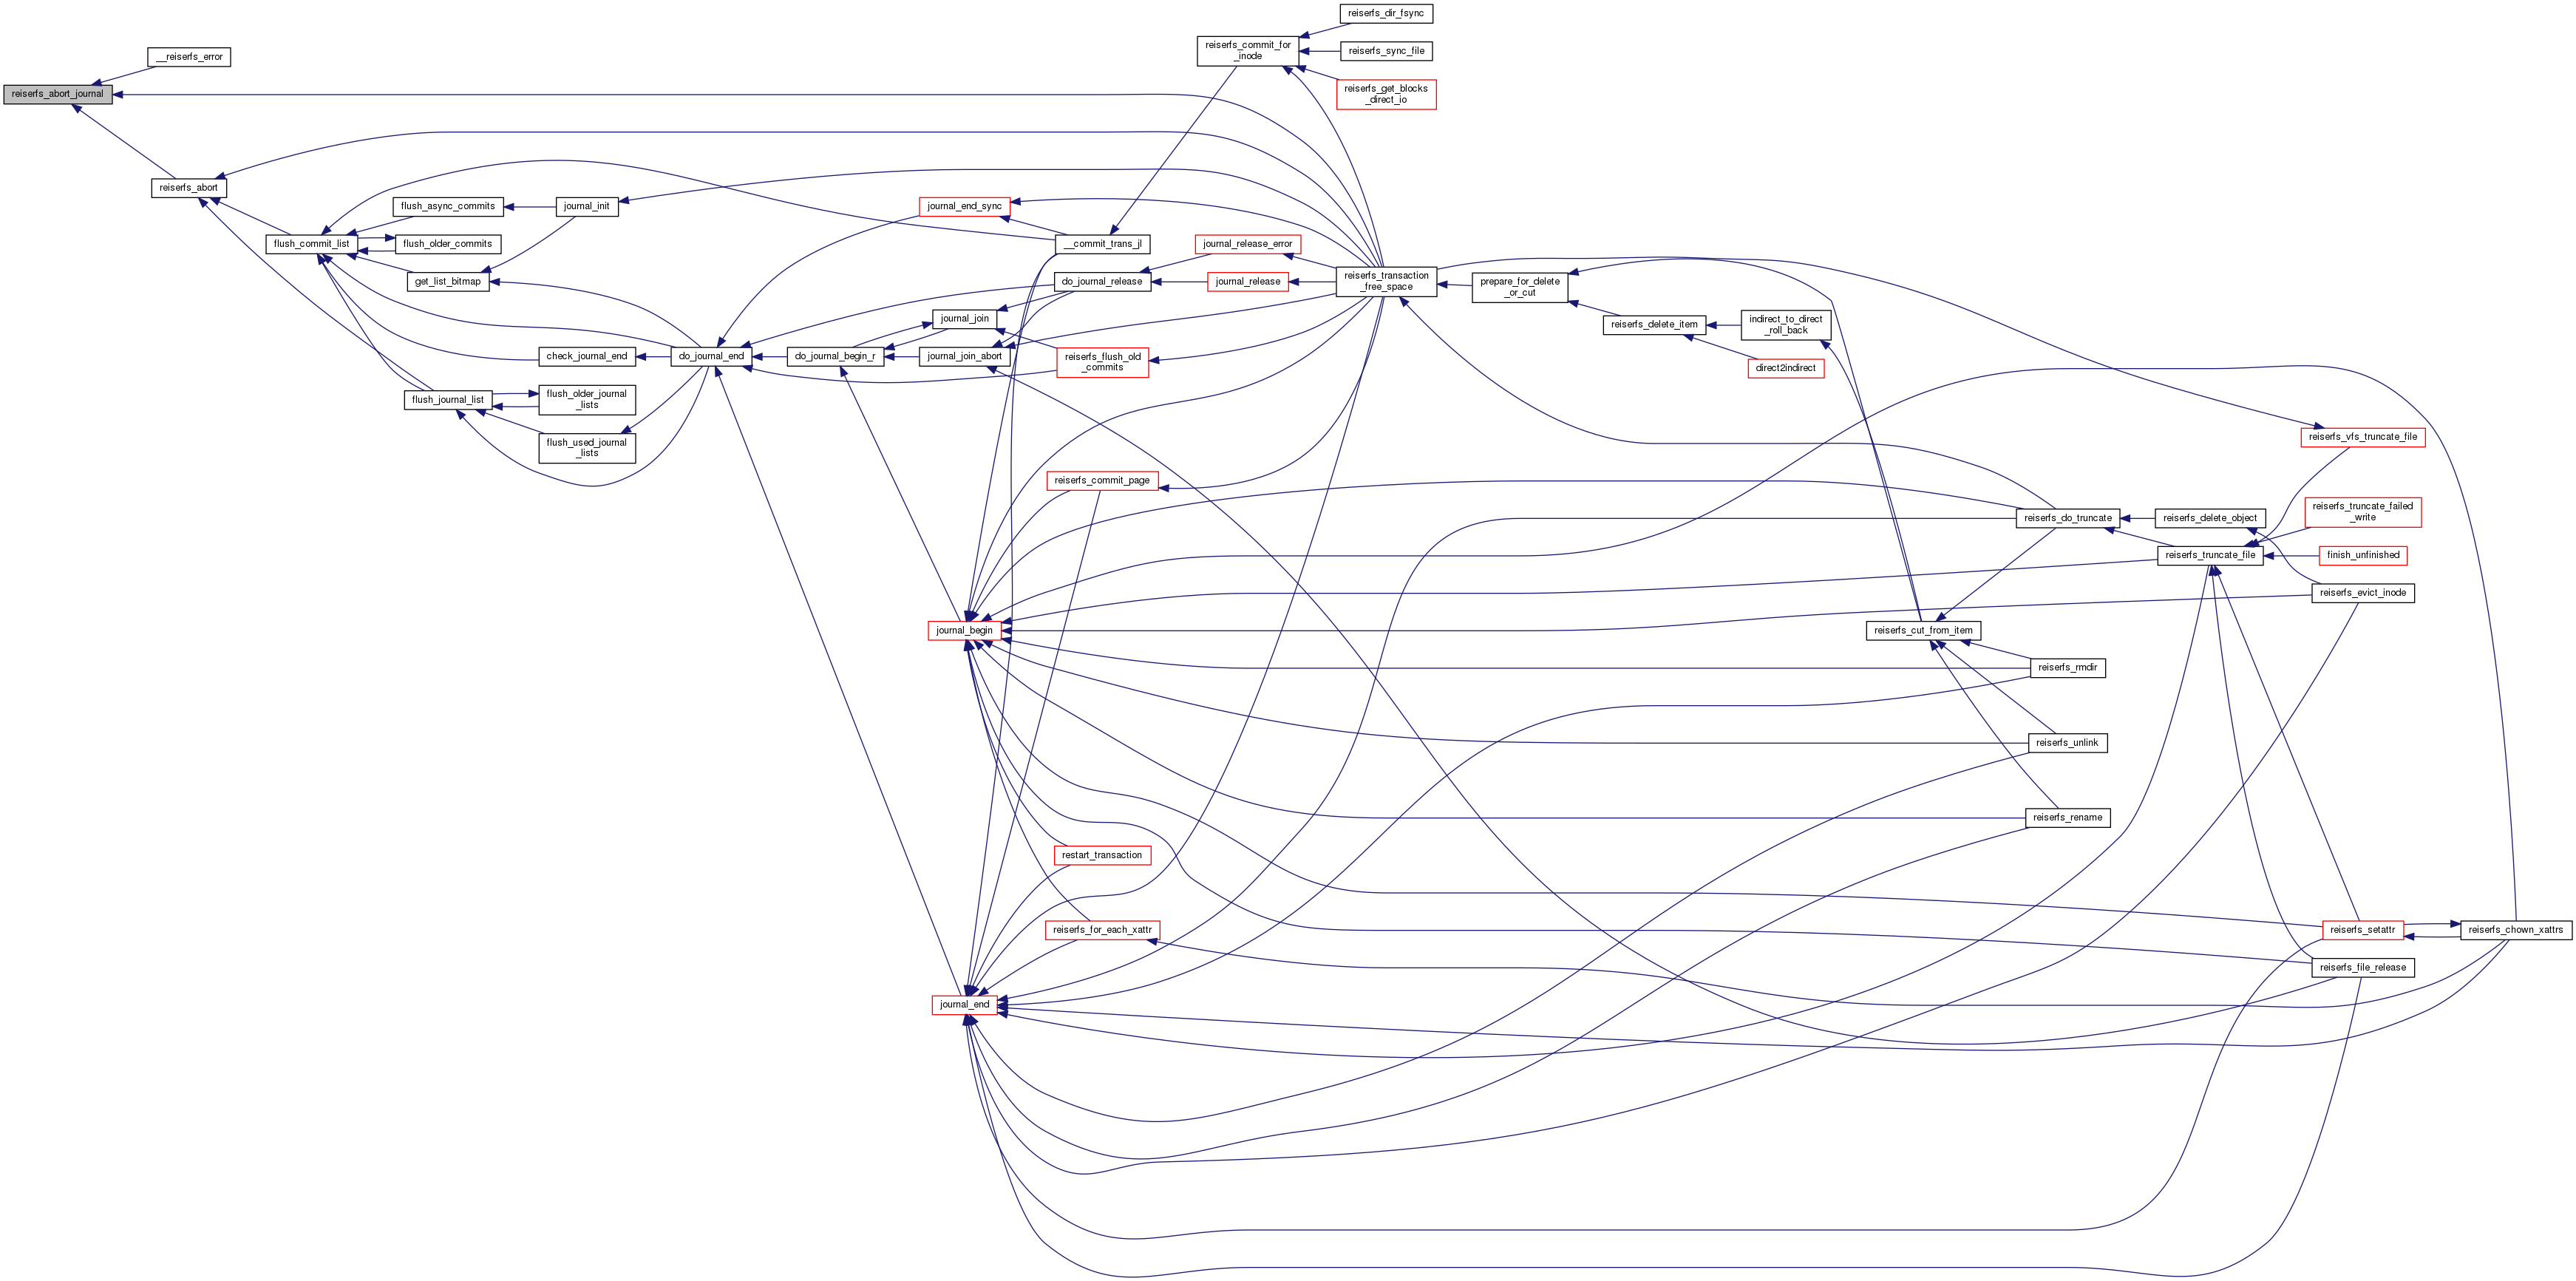 reiserfs_dir_fsync
reiserfs_commit_for
_inode
reiserfs_sync_file
__reiserfs_error
reiserfs_abort_journal
reiserfs_get_blocks
_direct_io
reiserfs_abort
flush_async_commits
journal_init
journal_end_sync
flush_commit_list
flush_older_commits
__commit_trans_jl
journal_release_error
get_list_bitmap
do_journal_release
journal_release
reiserfs_transaction
_free_space
prepare_for_delete
_or_cut
journal_join
reiserfs_delete_item
indirect_to_direct
_roll_back
check_journal_end
do_journal_end
do_journal_begin_r
journal_join_abort
reiserfs_flush_old
_commits
direct2indirect
flush_journal_list
flush_older_journal
_lists
flush_used_journal
_lists
reiserfs_vfs_truncate_file
reiserfs_commit_page
reiserfs_do_truncate
reiserfs_delete_object
reiserfs_truncate_failed
_write
reiserfs_truncate_file
finish_unfinished
reiserfs_evict_inode
journal_begin
reiserfs_cut_from_item
reiserfs_rmdir
reiserfs_unlink
reiserfs_rename
restart_transaction
reiserfs_for_each_xattr
reiserfs_setattr
reiserfs_chown_xattrs
reiserfs_file_release
journal_end